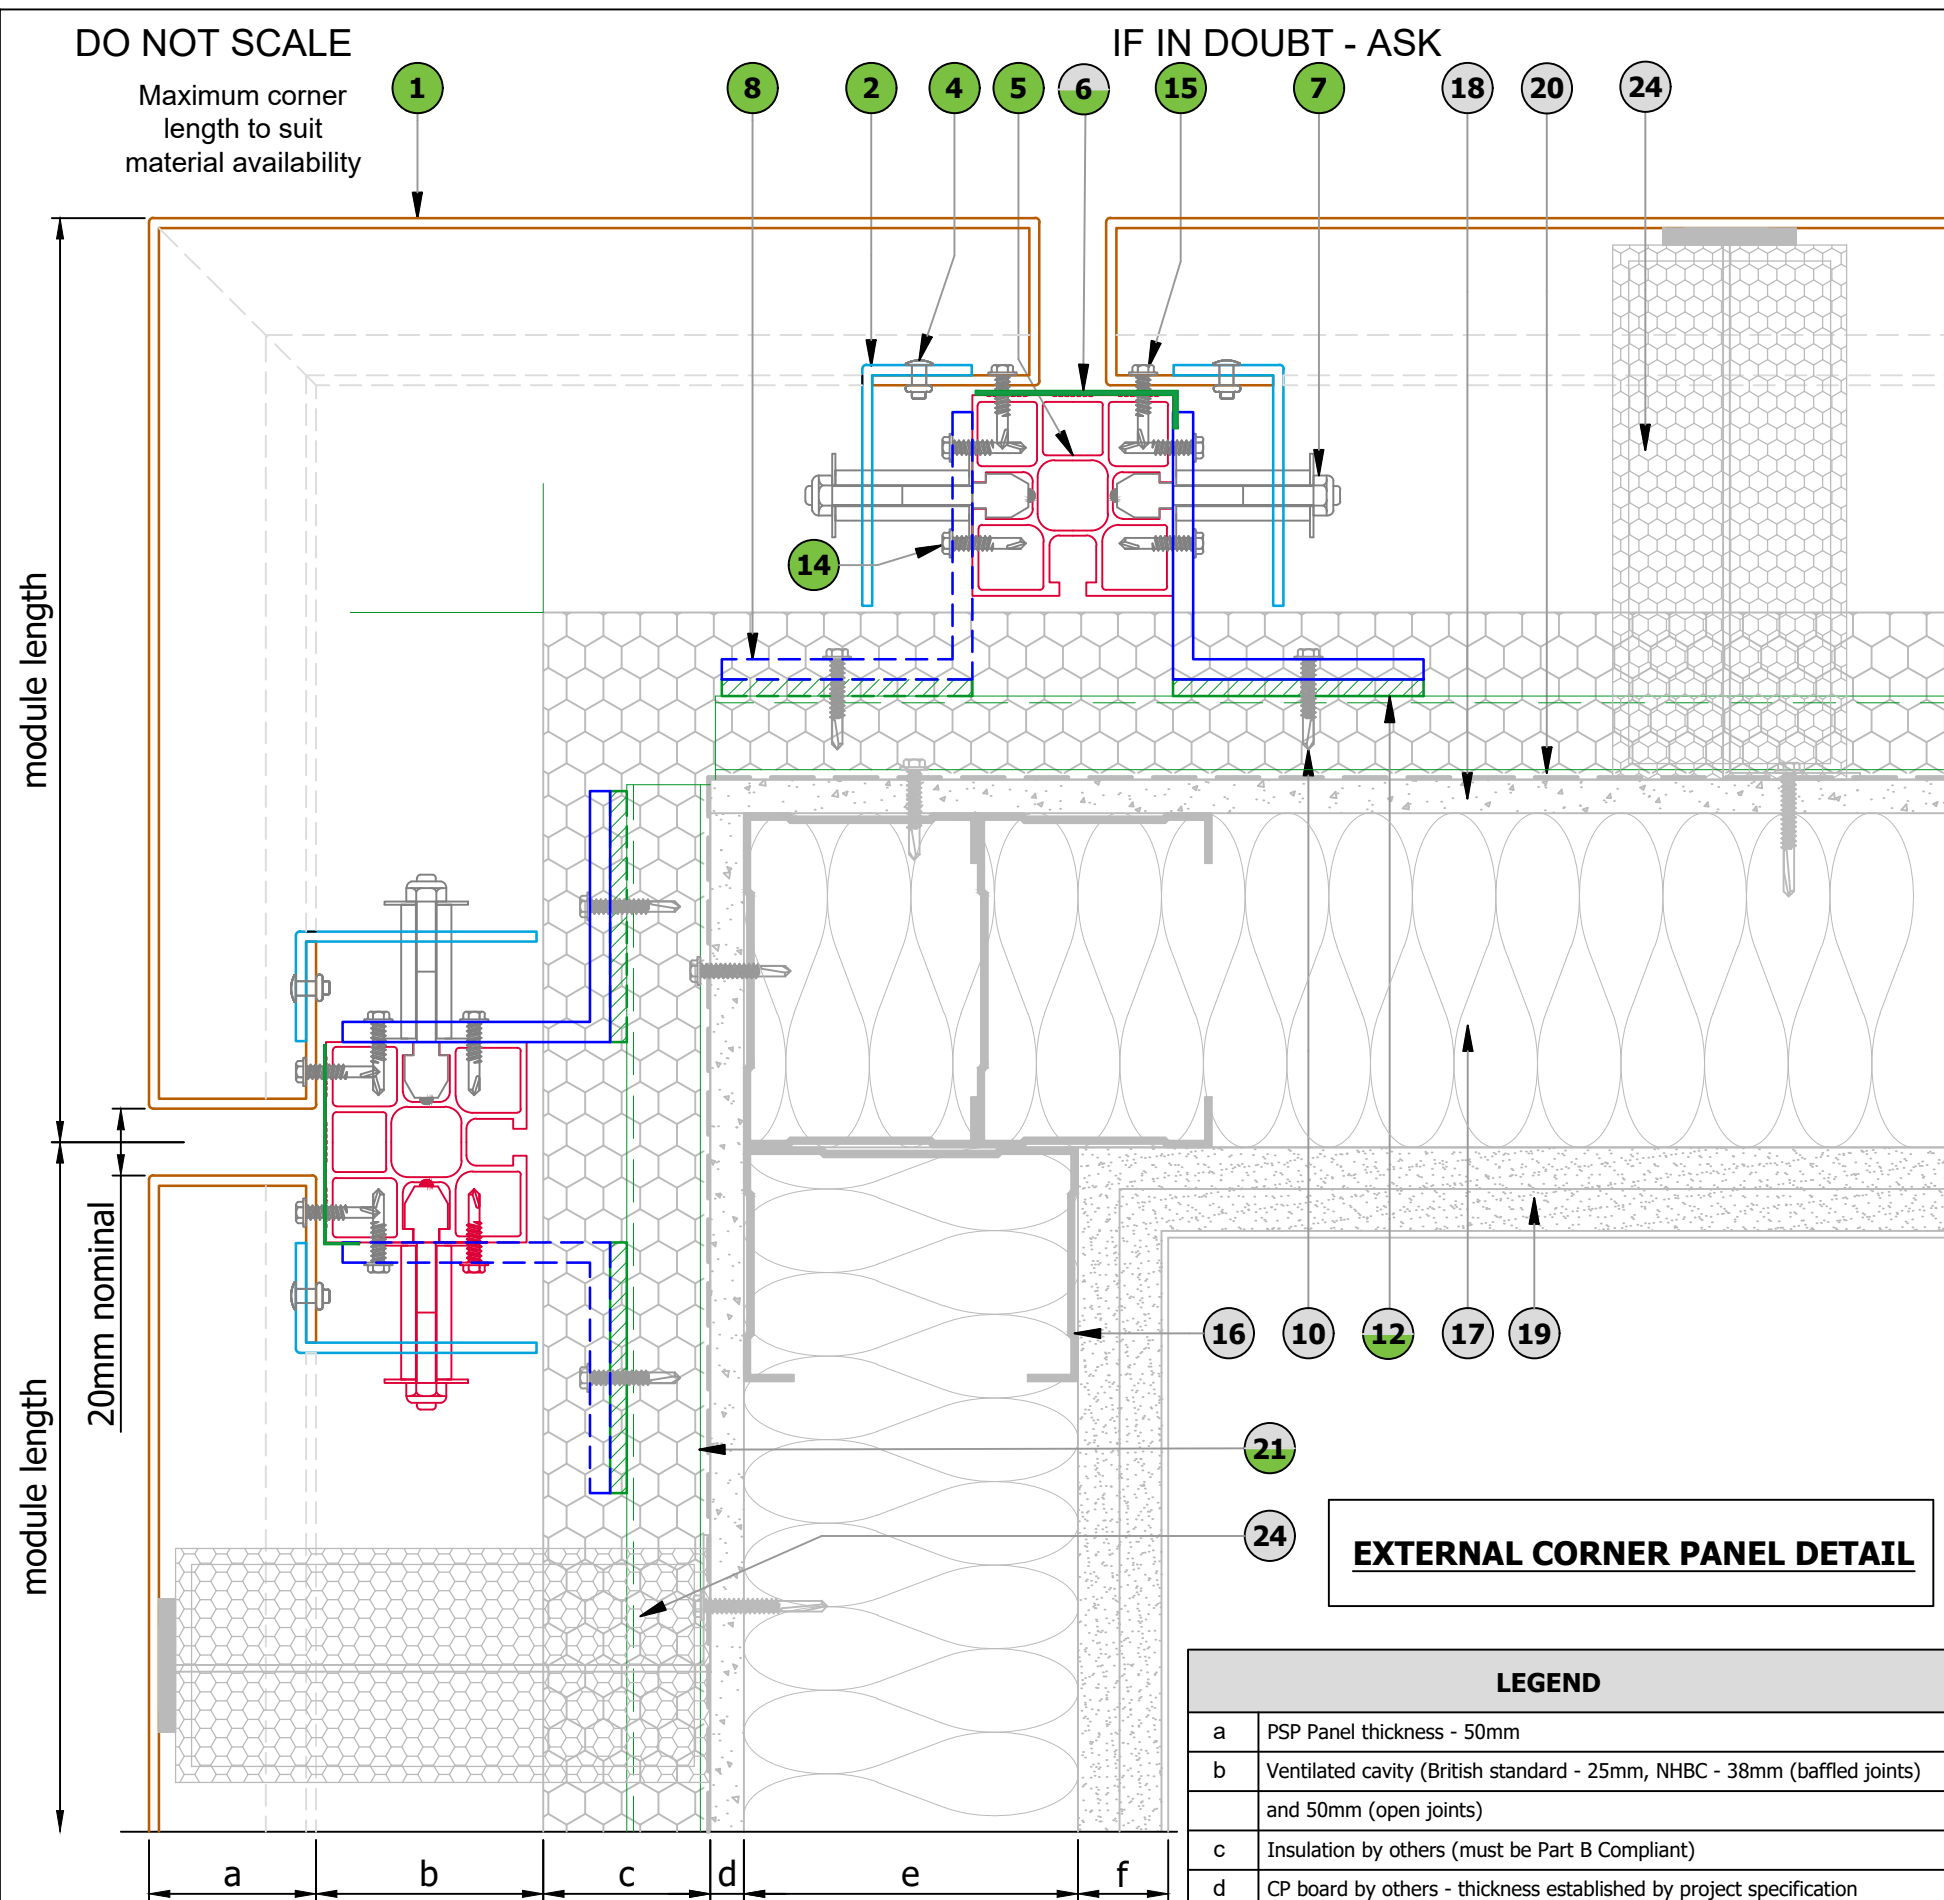 DO NOT SCALE
IF IN DOUBT - ASK
Maximum corner
length to suit
material availability
1
8
2
4
5
6
15
7
18
20
24
14
module length
20mm nominal
module length
16
10
12
17
19
21
24
EXTERNAL CORNER PANEL DETAIL
LEGEND
a PSP Panel thickness - 50mm
b Ventilated cavity (British standard - 25mm, NHBC - 38mm (baffled joints)
and 50mm (open joints)
c Insulation by others (must be Part B Compliant)
d CP board by others - thickness established by project specification
a b c d e f